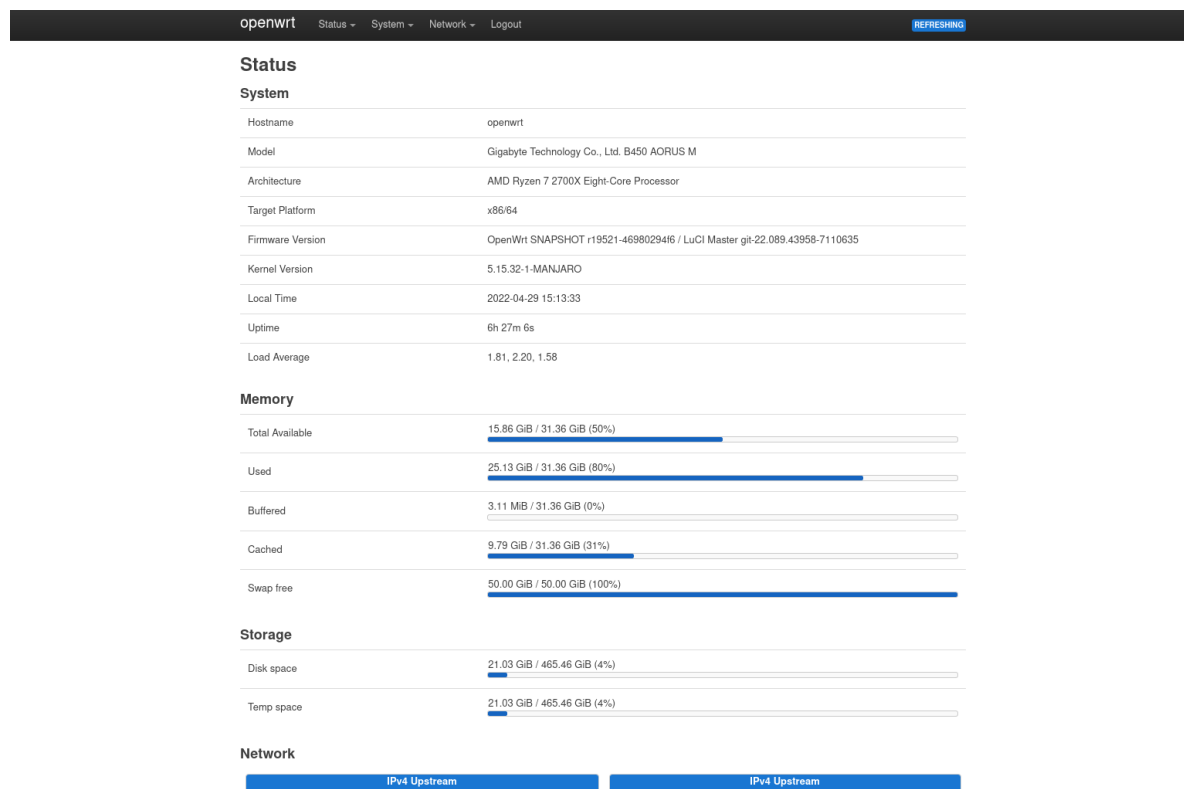 openwrt Status System Network Logout REFRESHING
Status
System
Hostname openwrt
Model Gigabyte Technology Co., Ltd. B450 AORUS M
Architecture AMD Ryzen 7 2700X Eight-Core Processor
Target Platform x86/64
Firmware Version OpenWrt SNAPSHOT r19521-46980294f6 / LuCI Master git-22.089.43958-7110635
Kernel Version 5.15.32-1-MANJARO
Local Time 2022-04-29 15:13:33
Uptime 6h 27m 6s
Load Average 1.81, 2.20, 1.58
Memory
Total Available 15.86 GiB / 31.36 GiB (50%)
Used 25.13 GiB / 31.36 GiB (80%)
Buffered 3.11 MiB / 31.36 GiB (0%)
Cached 9.79 GiB / 31.36 GiB (31%)
Swap free 50.00 GiB / 50.00 GiB (100%)
Storage
Disk space 21.03 GiB / 465.46 GiB (4%)
Temp space 21.03 GiB / 465.46 GiB (4%)
Network
IPv4 Upstream IPv4 Upstream